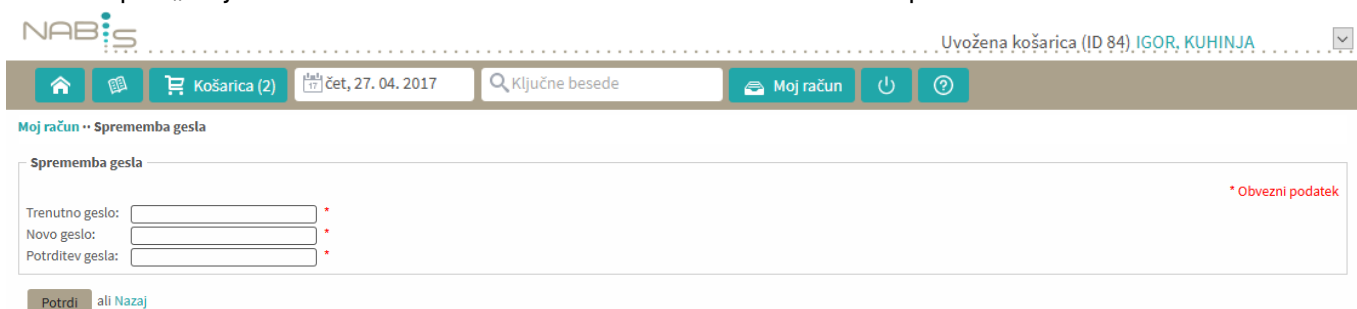 NABIS
Uvožena košarica (ID 84) IGOR, KUHINJA
Košarica (2) 17 čet, 27. 04. 2017 Ključne besede Moj račun ?
Moj račun ·· Sprememba gesla
Sprememba gesla
* Obvezni podatek
Trenutno geslo: *
Novo geslo: *
Potrditev gesla: *
Potrdi ali Nazaj